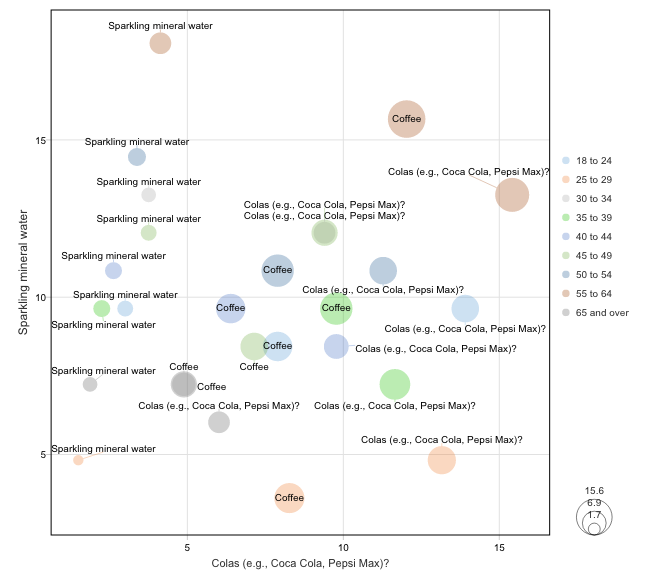 Sparkling mineral water
Coffee
15
Sparkling mineral water
Colas (e.g., Coca Cola, Pepsi Max)?
Sparkling mineral water
Colas (e.g., Coca Cola, Pepsi Max)?
Colas (e.g., Coca Cola, Pepsi Max)?
Sparkling mineral water
Sparkling mineral water
Coffee
Colas (e.g., Coca Cola, Pepsi Max)?
Sparkling mineral water
10
Coffee
Coffee
Sparkling mineral water
Colas (e.g., Coca Cola, Pepsi Max)?
Coffee
Colas (e.g., Coca Cola, Pepsi Max)?
Coffee
Coffee
Sparkling mineral water
Coffee
Colas (e.g., Coca Cola, Pepsi Max)?
Colas (e.g., Coca Cola, Pepsi Max)?
Colas (e.g., Coca Cola, Pepsi Max)?
Sparkling mineral water
5
Coffee
5
10
15
Colas (e.g., Coca Cola, Pepsi Max)?
Sparkling mineral water
18 to 24
25 to 29
30 to 34
35 to 39
40 to 44
45 to 49
50 to 54
55 to 64
65 and over
15.6
6.9
1.7